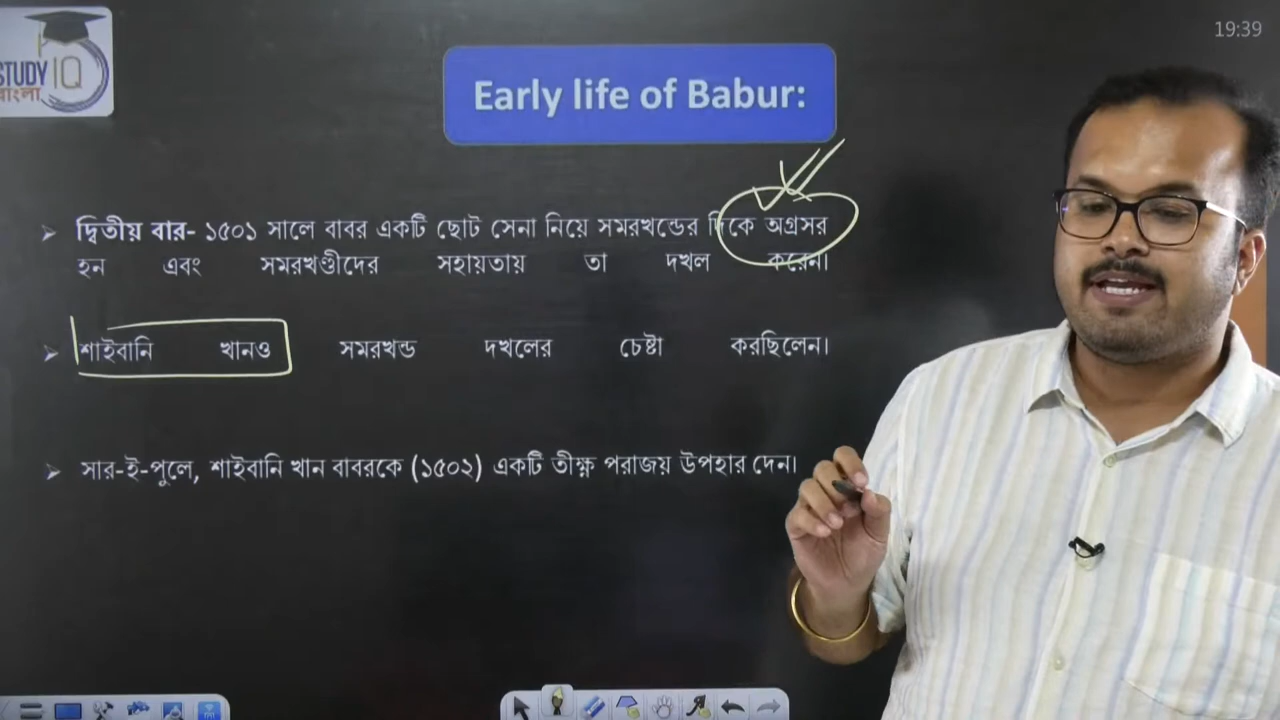 19:39
STUDY IQ
বাংলা
Early life of Babur:
➢ দ্বিতীয় বার- ১৫০১ সালে বাবর একটি ছোট সেনা নিয়ে সমরখন্ডের দিকে অগ্রসর
হন এবং সমরখণ্ডীদের সহায়তায় তা দখল করেন।
➢ শাইবানি খানও সমরখন্ড দখলের চেষ্টা করছিলেন।
➢ সার-ই-পুলে, শাইবানি খান বাবরকে (১৫০২) একটি তীক্ষ্ণ পরাজয় উপহার দেন।